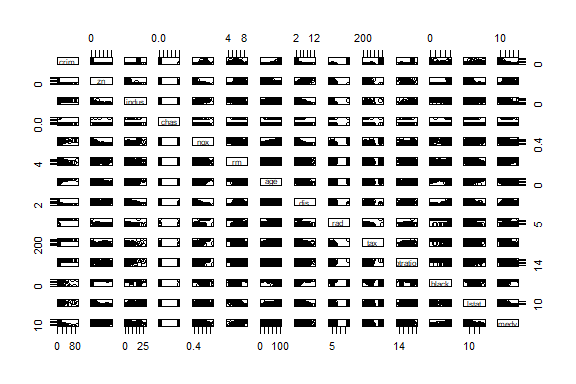 0 0.0 4 8 2 12 200 0 10
crim
0
zn
0
indus
0
0.0
chas
nox
0.4
4
rm
age
0
2
dis
rad
5
200
tax
ptratio
14
0
black
lstat
10
10
medv
0 80 0 25 0.4 0 100 5 14 10